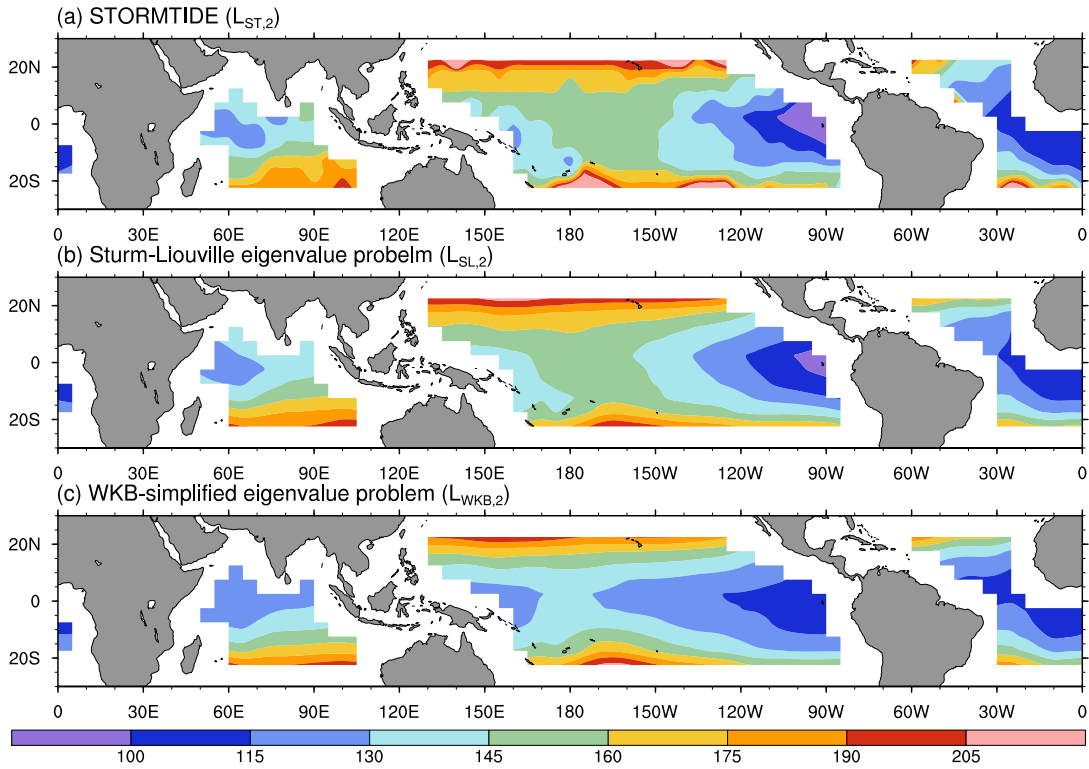 (a) STORMTIDE (L_ST,2)
20N
0
20S
0 30E 60E 90E 120E 150E 180 150W 120W 90W 60W 30W 0
(b) Sturm-Liouville eigenvalue probelm (L_SL,2)
20N
0
20S
0 30E 60E 90E 120E 150E 180 150W 120W 90W 60W 30W 0
(c) WKB-simplified eigenvalue problem (L_WKB,2)
20N
0
20S
0 30E 60E 90E 120E 150E 180 150W 120W 90W 60W 30W 0
100 115 130 145 160 175 190 205